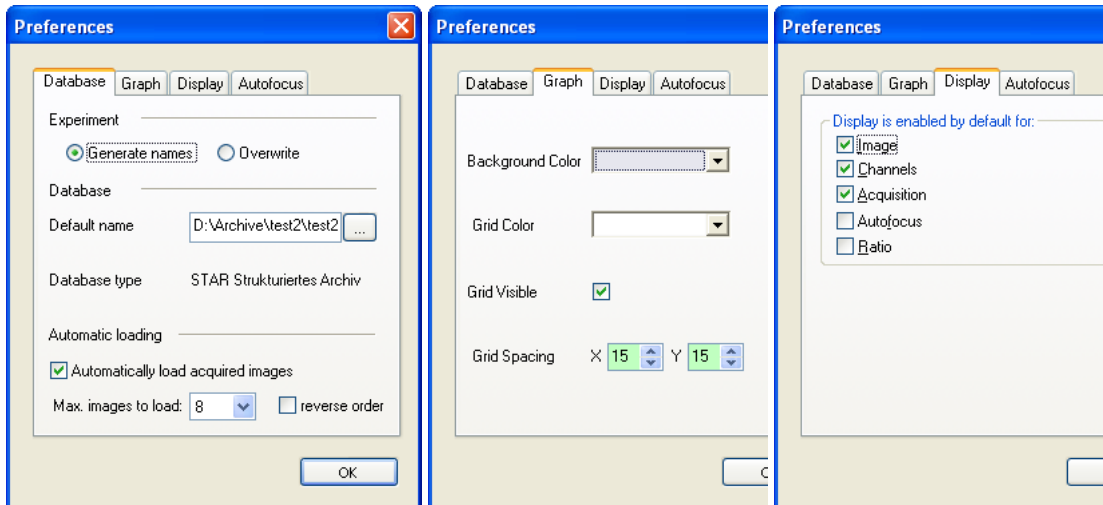 Preferences
Database Graph Display Autofocus
Experiment
Generate names Overwrite
Database
Default name D:\Archive\test2\test2 ...
Database type STAR Strukturiertes Archiv
Automatic loading
Automatically load acquired images
Max. images to load: 8 reverse order
OK
Preferences
Database Graph Display Autofocus
Background Color
Grid Color
Grid Visible
Grid Spacing X 15 Y 15
Preferences
Database Graph Display Autofocus
Display is enabled by default for:
Image
Channels
Acquisition
Autofocus
Ratio